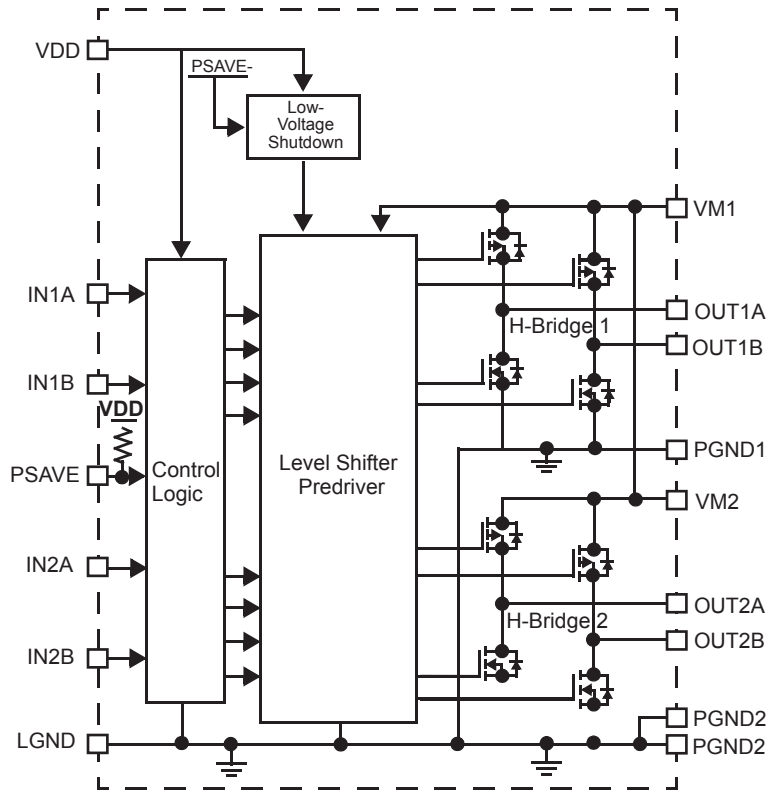 VDD
PSAVE-
Low-
Voltage
Shutdown
VM1
IN1A
OUT1A
H-Bridge 1
OUT1B
IN1B
VDD
PGND1
PSAVE
Control
Logic
Level Shifter
Predriver
VM2
IN2A
OUT2A
H-Bridge 2
OUT2B
IN2B
PGND2
LGND
PGND2